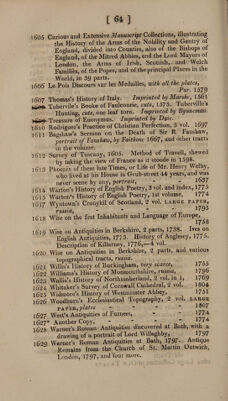 [ 64 ]
1605 Curious and Extensive Manuscript Collections, illustrating
the History of the Arms of the Nobility and Gentry of
England, divided into Counties, also of the Bishops of
England, of the Mitred Abbies, and the Lord Mayors of
London, the Arms of Irish, Scottish, and Welch
Families, of the Popes, and of the principal Places in the
World, in 39 parts.
1606 Le Pois Discours sur les Medailles, with all the plates,
Par. 1579
1607 Thomas's History of Italy. Imprinted by Marshe, 1561
Tuberville's Booke of Faulconrie, cuts, 1575. Tuberville's
Hunting, cuts, one leaf torn. Imprinted by Bynneman.
Treasure of Euonymus. Imprinted by Daie.
1610 Rodriguez's Practice of Christian Perfection, 3 vol. 1697
1611 Bradshaw's Sermon on the Death of Sir R. Fanshaw,
portrait of Fanshaw, by Faithorn 1667, and other tracts
in the volume.
1612 Survey of Tuscany, 1605. Method of Travell, shewed
by taking the view of France as it stoode in 1598.
1613 Phœnix of these late Times, or Life of Mr. Henry Welby,
who lived at his House in Grub-street 44 years, and was
never seene by any, portrait, 1637
1614 Warton's History of English Poetry, 3 vol. and index, 1775
1615 Warton's History of English Poetry, 1st volume, 1774
1617 Wyntown's Cronykil of Scotland, 2 vol. LARGE PAPER,
russia, 1795
1618 Wise on the first Inhabitants and Language of Europe,
1758
1619 Wise on Antiquities in Berkshire, 2 parts, 1738. Ives on
English Antiquities, 1773. History of Anglesey, 1775.
Description of Killarney, 1776,—4 vol.
1620 Wise on Antiquities in Berkshire, 2 parts, and various
topographical tracts, russia.
1621 Willis's History of Buckingham, very scarce, 1755
1622 Williams's History of Monmouthshire, russia, 1796
1623 Wallis's History of Northumberland, 2 vol. in 1, 1769
1624 Whitaker's Survey of Cornwall Cathedral, 2 vol. 1804
1625 Widmore's History of Westminster Abbey, 1751
1626 Woodburn's Ecclesiastical Topography, 2 vol. LARGE
PAPER, plates - - - 1807
1627 West's Antiquities of Furness, - - 1774
1627* Another Copy, - - - 1774
1628 Warner's Roman Antiquities discovered at Bath, with a
drawing of a portrait of Lord Willoghby, 1797
1629 Warner's Roman Antiquities at Bath, 1797. Antique
Remains from the Church of St. Martin Outwich,
London, 1797, and four more.